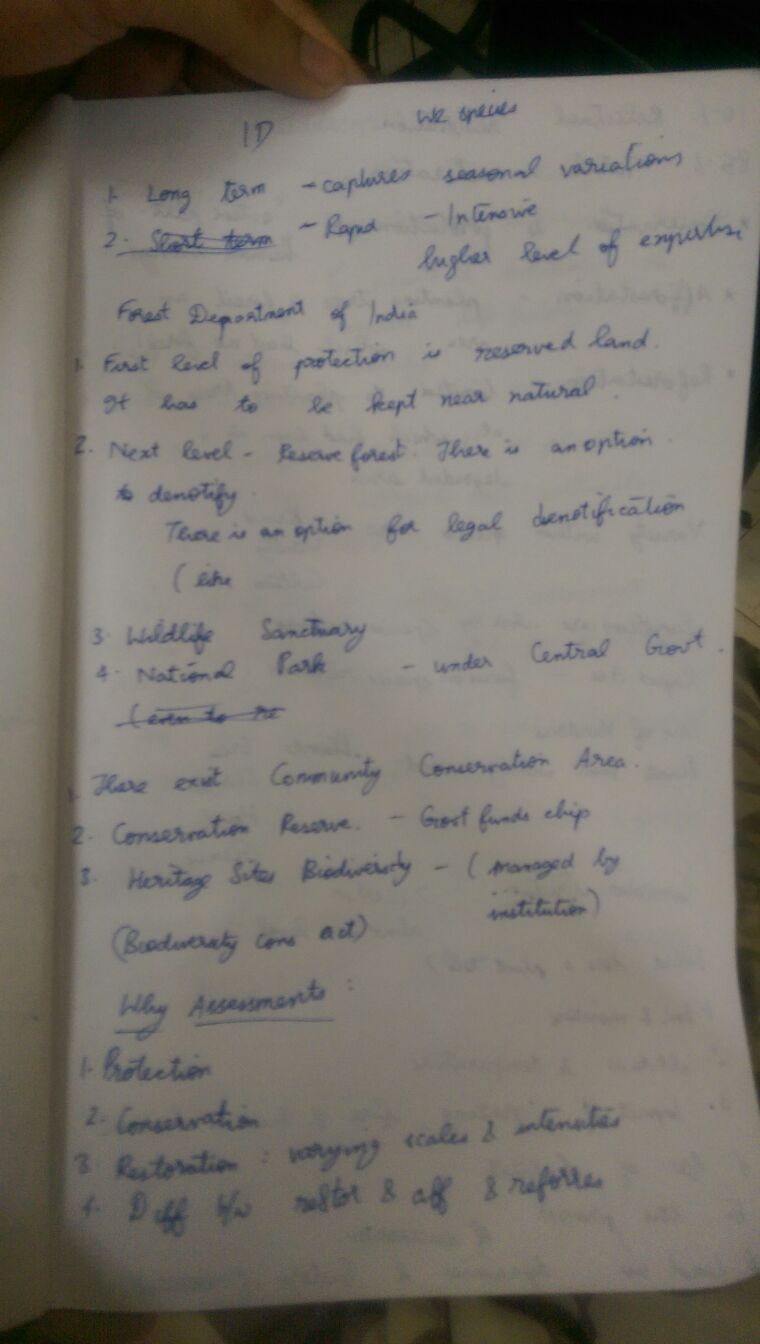 ID
species
1. Long term - captures seasonal variations
2. Short term - Rapid - Intensive
higher level of expertise
Forest Department of India
1. First level of protection is reserved land.
It has to be kept near natural.
2. Next level - Reserve forest. There is an option
to denotify.
There is an option for legal denotification
(
3. Wildlife Sanctuary
4. National Park - under Central Govt.
(even to
1. There exist Community Conservation Area.
2. Conservation Reserve. - Govt funds chip
3. Heritage Sites Biodiversity - (managed by
institution)
(Biodiversity cons act)
Why Assessments:
1. Protection
2. Conservation
3. Restoration: varying scales & intensities
4. Diff b/w restor & aff & reforres